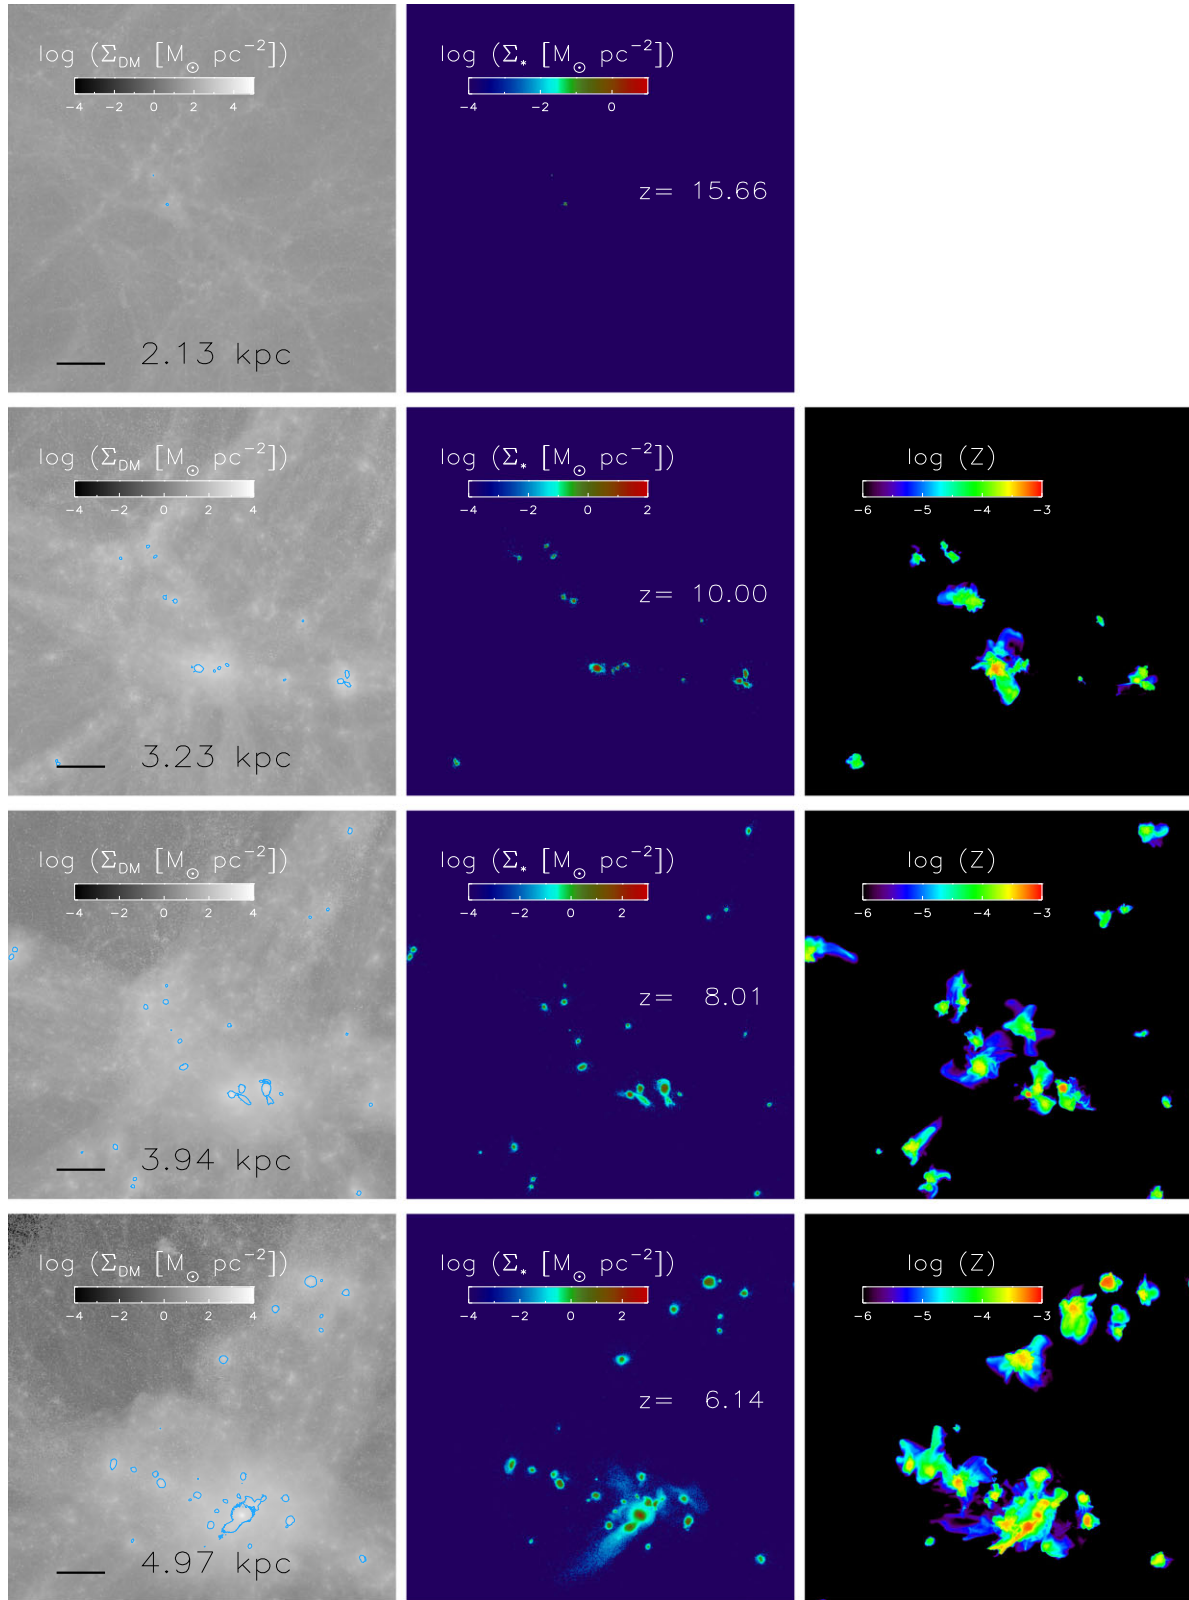 log (Σ_DM [M_⊙ pc^−2]) log (Σ_* [M_⊙ pc^−2])
−4 −2 0 2 4 −4 −2 0
z= 15.66
2.13 kpc
log (Σ_DM [M_⊙ pc^−2]) log (Σ_* [M_⊙ pc^−2]) log (Z)
−4 −2 0 2 4 −4 −2 0 2 −6 −5 −4 −3
z= 10.00
3.23 kpc
log (Σ_DM [M_⊙ pc^−2]) log (Σ_* [M_⊙ pc^−2]) log (Z)
−4 −2 0 2 4 −4 −2 0 2 −6 −5 −4 −3
z= 8.01
3.94 kpc
log (Σ_DM [M_⊙ pc^−2]) log (Σ_* [M_⊙ pc^−2]) log (Z)
−4 −2 0 2 4 −4 −2 0 2 −6 −5 −4 −3
z= 6.14
4.97 kpc